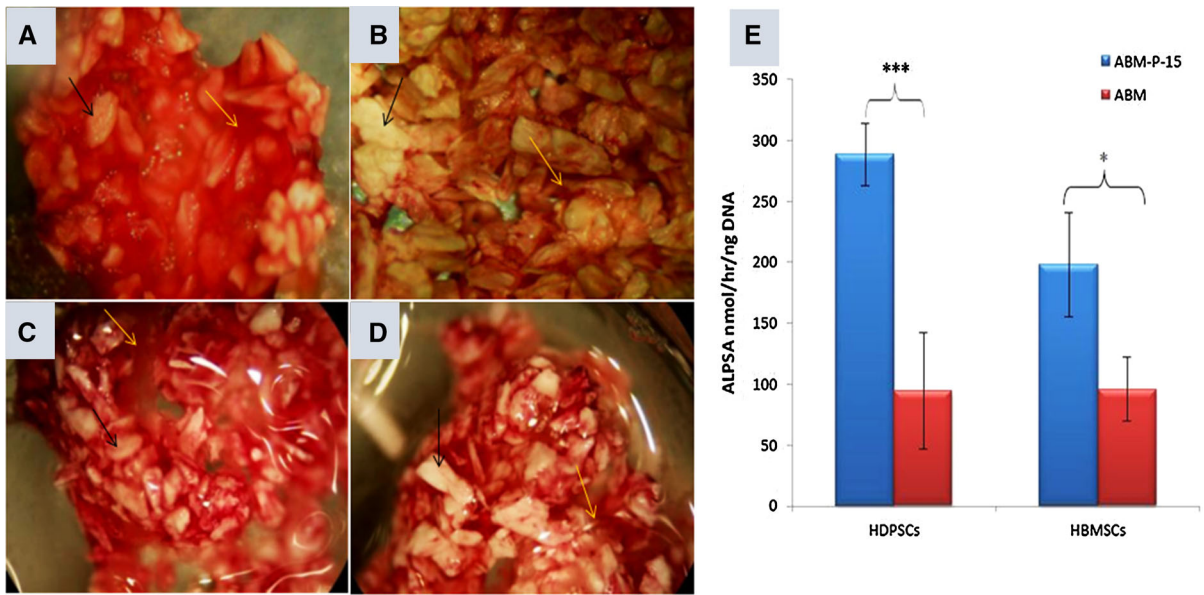 A
B
C
D
E
ABM-P-15
ABM
***
*
ALPSA nmol/hr/ng DNA
350
300
250
200
150
100
50
0
HDPSCs
HBMSCs